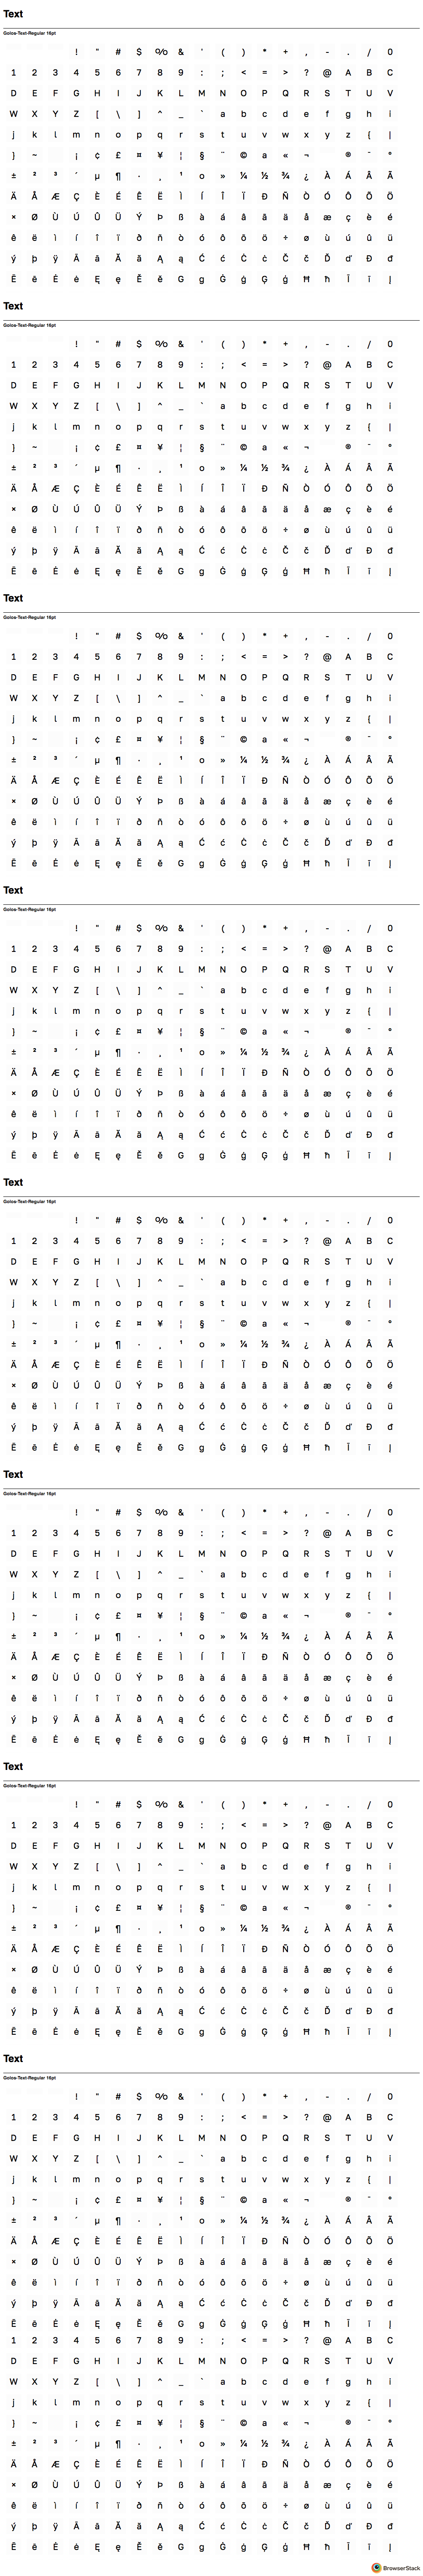 Text
Golos-Text-Regular 16pt
! " # $ % & ' ( ) * + , - . / 0
1 2 3 4 5 6 7 8 9 : ; < = > ? @ A B C
D E F G H I J K L M N O P Q R S T U V
W X Y Z [ \ ] ^ _ ` a b c d e f g h i
j k l m n o p q r s t u v w x y z { |
} ~ ¡ ¢ £ ¤ ¥ ¦ § ¨ © a « ¬ ® ¯ °
± ² ³ ´ µ ¶ · ¸ ¹ o » ¼ ½ ¾ ¿ À Á Â Ã
Ä Å Æ Ç È É Ê Ë Ì Í Î Ï Ð Ñ Ò Ó Ô Õ Ö
× Ø Ù Ú Û Ü Ý Þ ß à á â ã ä å æ ç è é
ê ë ì í î ï ð ñ ò ó ô õ ö ÷ ø ù ú û ü
ý þ ÿ Ā ā Ă ă Ą ą Ć ć Ċ ċ Č č Ď ď Đ đ
Ē ē Ė ė Ę ę Ě ě G g Ġ ġ Ģ ģ Ħ ħ Ī ī Į
Text
Golos-Text-Regular 16pt
! " # $ % & ' ( ) * + , - . / 0
1 2 3 4 5 6 7 8 9 : ; < = > ? @ A B C
D E F G H I J K L M N O P Q R S T U V
W X Y Z [ \ ] ^ _ ` a b c d e f g h i
j k l m n o p q r s t u v w x y z { |
} ~ ¡ ¢ £ ¤ ¥ ¦ § ¨ © a « ¬ ® ¯ °
± ² ³ ´ µ ¶ · ¸ ¹ o » ¼ ½ ¾ ¿ À Á Â Ã
Ä Å Æ Ç È É Ê Ë Ì Í Î Ï Ð Ñ Ò Ó Ô Õ Ö
× Ø Ù Ú Û Ü Ý Þ ß à á â ã ä å æ ç è é
ê ë ì í î ï ð ñ ò ó ô õ ö ÷ ø ù ú û ü
ý þ ÿ Ā ā Ă ă Ą ą Ć ć Ċ ċ Č č Ď ď Đ đ
Ē ē Ė ė Ę ę Ě ě G g Ġ ġ Ģ ģ Ħ ħ Ī ī Į
Text
Golos-Text-Regular 16pt
! " # $ % & ' ( ) * + , - . / 0
1 2 3 4 5 6 7 8 9 : ; < = > ? @ A B C
D E F G H I J K L M N O P Q R S T U V
W X Y Z [ \ ] ^ _ ` a b c d e f g h i
j k l m n o p q r s t u v w x y z { |
} ~ ¡ ¢ £ ¤ ¥ ¦ § ¨ © a « ¬ ® ¯ °
± ² ³ ´ µ ¶ · ¸ ¹ o » ¼ ½ ¾ ¿ À Á Â Ã
Ä Å Æ Ç È É Ê Ë Ì Í Î Ï Ð Ñ Ò Ó Ô Õ Ö
× Ø Ù Ú Û Ü Ý Þ ß à á â ã ä å æ ç è é
ê ë ì í î ï ð ñ ò ó ô õ ö ÷ ø ù ú û ü
ý þ ÿ Ā ā Ă ă Ą ą Ć ć Ċ ċ Č č Ď ď Đ đ
Ē ē Ė ė Ę ę Ě ě G g Ġ ġ Ģ ģ Ħ ħ Ī ī Į
Text
Golos-Text-Regular 16pt
! " # $ % & ' ( ) * + , - . / 0
1 2 3 4 5 6 7 8 9 : ; < = > ? @ A B C
D E F G H I J K L M N O P Q R S T U V
W X Y Z [ \ ] ^ _ ` a b c d e f g h i
j k l m n o p q r s t u v w x y z { |
} ~ ¡ ¢ £ ¤ ¥ ¦ § ¨ © a « ¬ ® ¯ °
± ² ³ ´ µ ¶ · ¸ ¹ o » ¼ ½ ¾ ¿ À Á Â Ã
Ä Å Æ Ç È É Ê Ë Ì Í Î Ï Ð Ñ Ò Ó Ô Õ Ö
× Ø Ù Ú Û Ü Ý Þ ß à á â ã ä å æ ç è é
ê ë ì í î ï ð ñ ò ó ô õ ö ÷ ø ù ú û ü
ý þ ÿ Ā ā Ă ă Ą ą Ć ć Ċ ċ Č č Ď ď Đ đ
Ē ē Ė ė Ę ę Ě ě G g Ġ ġ Ģ ģ Ħ ħ Ī ī Į
Text
Golos-Text-Regular 16pt
! " # $ % & ' ( ) * + , - . / 0
1 2 3 4 5 6 7 8 9 : ; < = > ? @ A B C
D E F G H I J K L M N O P Q R S T U V
W X Y Z [ \ ] ^ _ ` a b c d e f g h i
j k l m n o p q r s t u v w x y z { |
} ~ ¡ ¢ £ ¤ ¥ ¦ § ¨ © a « ¬ ® ¯ °
± ² ³ ´ µ ¶ · ¸ ¹ o » ¼ ½ ¾ ¿ À Á Â Ã
Ä Å Æ Ç È É Ê Ë Ì Í Î Ï Ð Ñ Ò Ó Ô Õ Ö
× Ø Ù Ú Û Ü Ý Þ ß à á â ã ä å æ ç è é
ê ë ì í î ï ð ñ ò ó ô õ ö ÷ ø ù ú û ü
ý þ ÿ Ā ā Ă ă Ą ą Ć ć Ċ ċ Č č Ď ď Đ đ
Ē ē Ė ė Ę ę Ě ě G g Ġ ġ Ģ ģ Ħ ħ Ī ī Į
Text
Golos-Text-Regular 16pt
! " # $ % & ' ( ) * + , - . / 0
1 2 3 4 5 6 7 8 9 : ; < = > ? @ A B C
D E F G H I J K L M N O P Q R S T U V
W X Y Z [ \ ] ^ _ ` a b c d e f g h i
j k l m n o p q r s t u v w x y z { |
} ~ ¡ ¢ £ ¤ ¥ ¦ § ¨ © a « ¬ ® ¯ °
± ² ³ ´ µ ¶ · ¸ ¹ o » ¼ ½ ¾ ¿ À Á Â Ã
Ä Å Æ Ç È É Ê Ë Ì Í Î Ï Ð Ñ Ò Ó Ô Õ Ö
× Ø Ù Ú Û Ü Ý Þ ß à á â ã ä å æ ç è é
ê ë ì í î ï ð ñ ò ó ô õ ö ÷ ø ù ú û ü
ý þ ÿ Ā ā Ă ă Ą ą Ć ć Ċ ċ Č č Ď ď Đ đ
Ē ē Ė ė Ę ę Ě ě G g Ġ ġ Ģ ģ Ħ ħ Ī ī Į
Text
Golos-Text-Regular 16pt
! " # $ % & ' ( ) * + , - . / 0
1 2 3 4 5 6 7 8 9 : ; < = > ? @ A B C
D E F G H I J K L M N O P Q R S T U V
W X Y Z [ \ ] ^ _ ` a b c d e f g h i
j k l m n o p q r s t u v w x y z { |
} ~ ¡ ¢ £ ¤ ¥ ¦ § ¨ © a « ¬ ® ¯ °
± ² ³ ´ µ ¶ · ¸ ¹ o » ¼ ½ ¾ ¿ À Á Â Ã
Ä Å Æ Ç È É Ê Ë Ì Í Î Ï Ð Ñ Ò Ó Ô Õ Ö
× Ø Ù Ú Û Ü Ý Þ ß à á â ã ä å æ ç è é
ê ë ì í î ï ð ñ ò ó ô õ ö ÷ ø ù ú û ü
ý þ ÿ Ā ā Ă ă Ą ą Ć ć Ċ ċ Č č Ď ď Đ đ
Ē ē Ė ė Ę ę Ě ě G g Ġ ġ Ģ ģ Ħ ħ Ī ī Į
Text
Golos-Text-Regular 16pt
! " # $ % & ' ( ) * + , - . / 0
1 2 3 4 5 6 7 8 9 : ; < = > ? @ A B C
D E F G H I J K L M N O P Q R S T U V
W X Y Z [ \ ] ^ _ ` a b c d e f g h i
j k l m n o p q r s t u v w x y z { |
} ~ ¡ ¢ £ ¤ ¥ ¦ § ¨ © a « ¬ ® ¯ °
± ² ³ ´ µ ¶ · ¸ ¹ o » ¼ ½ ¾ ¿ À Á Â Ã
Ä Å Æ Ç È É Ê Ë Ì Í Î Ï Ð Ñ Ò Ó Ô Õ Ö
× Ø Ù Ú Û Ü Ý Þ ß à á â ã ä å æ ç è é
ê ë ì í î ï ð ñ ò ó ô õ ö ÷ ø ù ú û ü
ý þ ÿ Ā ā Ă ă Ą ą Ć ć Ċ ċ Č č Ď ď Đ đ
Ē ē Ė ė Ę ę Ě ě G g Ġ ġ Ģ ģ Ħ ħ Ī ī Į
1 2 3 4 5 6 7 8 9 : ; < = > ? @ A B C
D E F G H I J K L M N O P Q R S T U V
W X Y Z [ \ ] ^ _ ` a b c d e f g h i
j k l m n o p q r s t u v w x y z { |
} ~ ¡ ¢ £ ¤ ¥ ¦ § ¨ © a « ¬ ® ¯ °
± ² ³ ´ µ ¶ · ¸ ¹ o » ¼ ½ ¾ ¿ À Á Â Ã
Ä Å Æ Ç È É Ê Ë Ì Í Î Ï Ð Ñ Ò Ó Ô Õ Ö
× Ø Ù Ú Û Ü Ý Þ ß à á â ã ä å æ ç è é
ê ë ì í î ï ð ñ ò ó ô õ ö ÷ ø ù ú û ü
ý þ ÿ Ā ā Ă ă Ą ą Ć ć Ċ ċ Č č Ď ď Đ đ
Ē ē Ė ė Ę ę Ě ě G g Ġ ġ Ģ ģ Ħ ħ Ī ī Į
BrowserStack